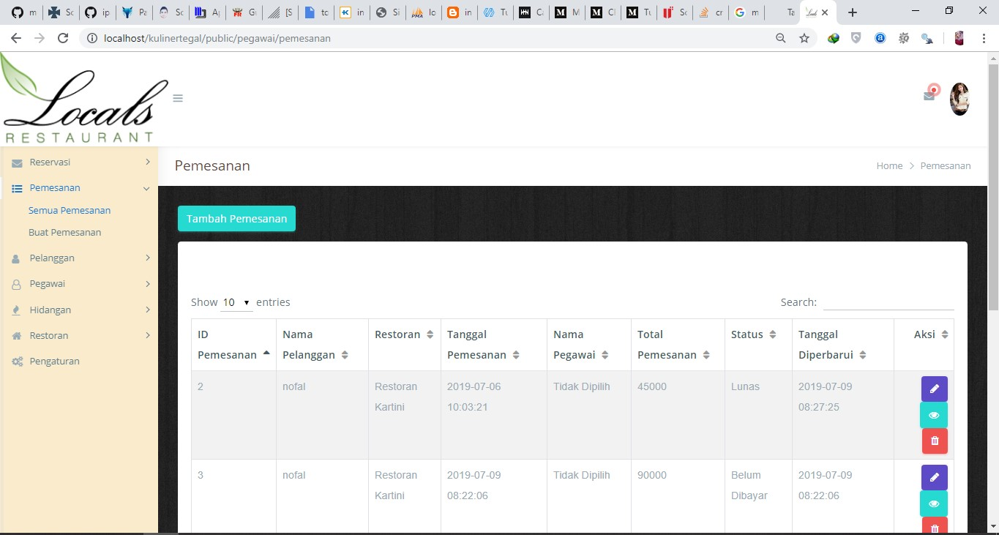 m
Sc
ip
Pa
Sc
Ap
Gu
[S
tc
in
Si
lo
in
Tu
Ca
M
Cl
Tu
Sc
cr
m
Ta
localhost/kulinertegal/public/pegawai/pemesanan
Locals
RESTAURANT
Reservasi
Pemesanan
Semua Pemesanan
Buat Pemesanan
Pelanggan
Pegawai
Hidangan
Restoran
Pengaturan
Pemesanan
Home > Pemesanan
Tambah Pemesanan
Show 10 entries
Search:
ID Nama Restoran Tanggal Nama Total Status Tanggal Aksi
Pemesanan Pelanggan Pemesanan Pegawai Pemesanan Diperbarui
2 nofal Restoran 2019-07-06 Tidak Dipilih 45000 Lunas 2019-07-09
Kartini 10:03:21 08:27:25
3 nofal Restoran 2019-07-09 Tidak Dipilih 90000 Belum 2019-07-09
Kartini 08:22:06 Dibayar 08:22:06